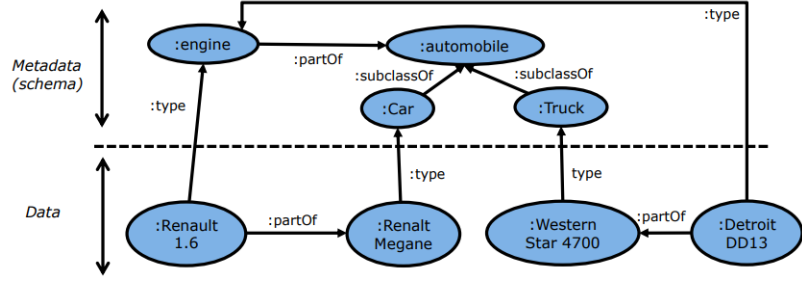 :type
:engine
:automobile
:partOf
Metadata
(schema)
:subclassOf
:subclassOf
:Car
:Truck
:type
:type
type
Data
:Renault
1.6
:partOf
:Renalt
Megane
:Western
Star 4700
:partOf
:Detroit
DD13